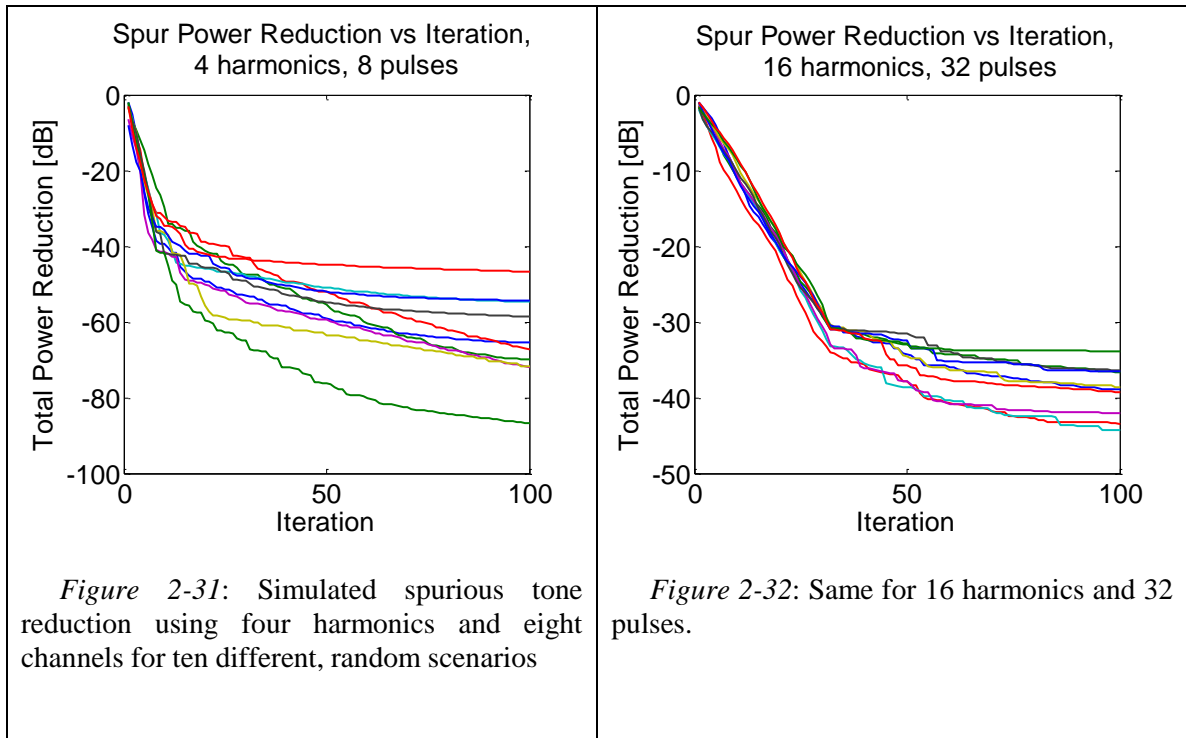 Spur Power Reduction vs Iteration,
4 harmonics, 8 pulses
Total Power Reduction [dB]
0
-20
-40
-60
-80
-100
0
50
100
Iteration
Figure 2-31: Simulated spurious tone
reduction using four harmonics and eight
channels for ten different, random scenarios
Spur Power Reduction vs Iteration,
16 harmonics, 32 pulses
Total Power Reduction [dB]
0
-10
-20
-30
-40
-50
0
50
100
Iteration
Figure 2-32: Same for 16 harmonics and 32
pulses.